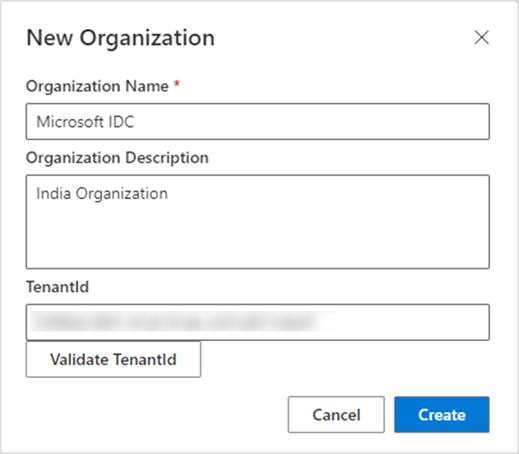 New Organization
Organization Name *
Microsoft IDC
Organization Description
India Organization
TenantId
Validate TenantId
Cancel
Create